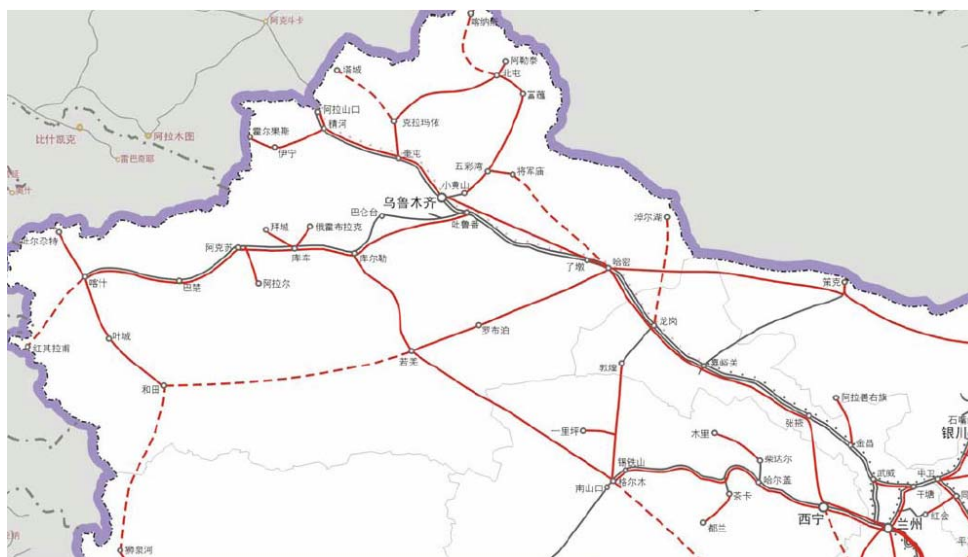 阿克斗卡
喀纳斯
阿勒泰
北屯
塔城
富蕴
阿拉山口
精河
克拉玛依
霍尔果斯
伊宁
奎屯
比什凯克
阿拉木图
雷巴奇耶
五彩湾
将军庙
小黄山
乌鲁木齐
巴仑台
吐鲁番
淖尔湖
拜城
俄霍布拉克
阿克苏
库车
库尔勒
了墩
哈密
策克
喀什
巴楚
阿拉尔
罗布泊
龙岗
叶城
红其拉甫
若羌
敦煌
嘉峪关
和田
阿拉善右旗
一里坪
木里
张掖
银川
金昌
锡铁山
柴达尔
南山口
格尔木
哈尔盖
武威
中卫
茶卡
干塘
都兰
西宁
红会
兰州
狮泉河